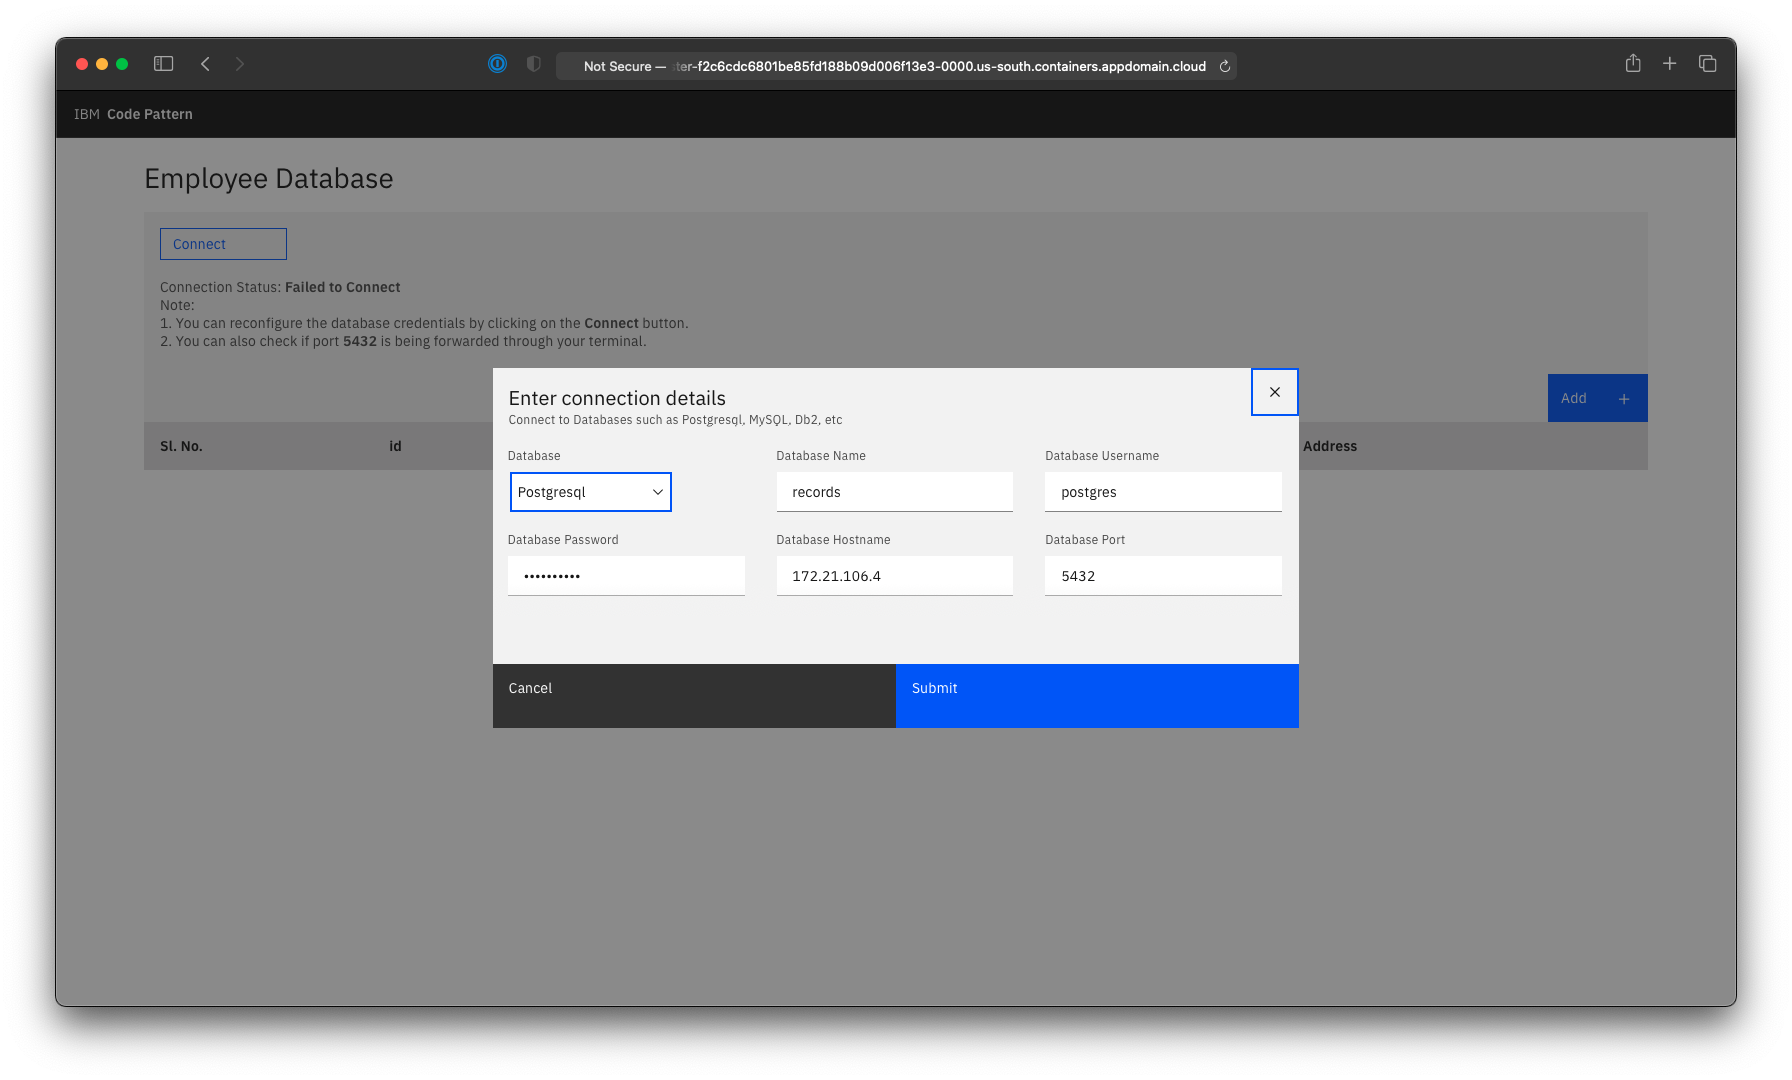 Not Secure — ter-f2c6cdc6801be85fd188b09d006f13e3-0000.us-south.containers.appdomain.cloud
IBM Code Pattern
Employee Database
Connect
Connection Status: Failed to Connect
Note:
1. You can reconfigure the database credentials by clicking on the Connect button.
2. You can also check if port 5432 is being forwarded through your terminal.
Add +
Sl. No. id Address
Enter connection details
Connect to Databases such as Postgresql, MySQL, Db2, etc
Database Database Name Database Username
Postgresql records postgres
Database Password Database Hostname Database Port
•••••••••• 172.21.106.4 5432
Cancel Submit